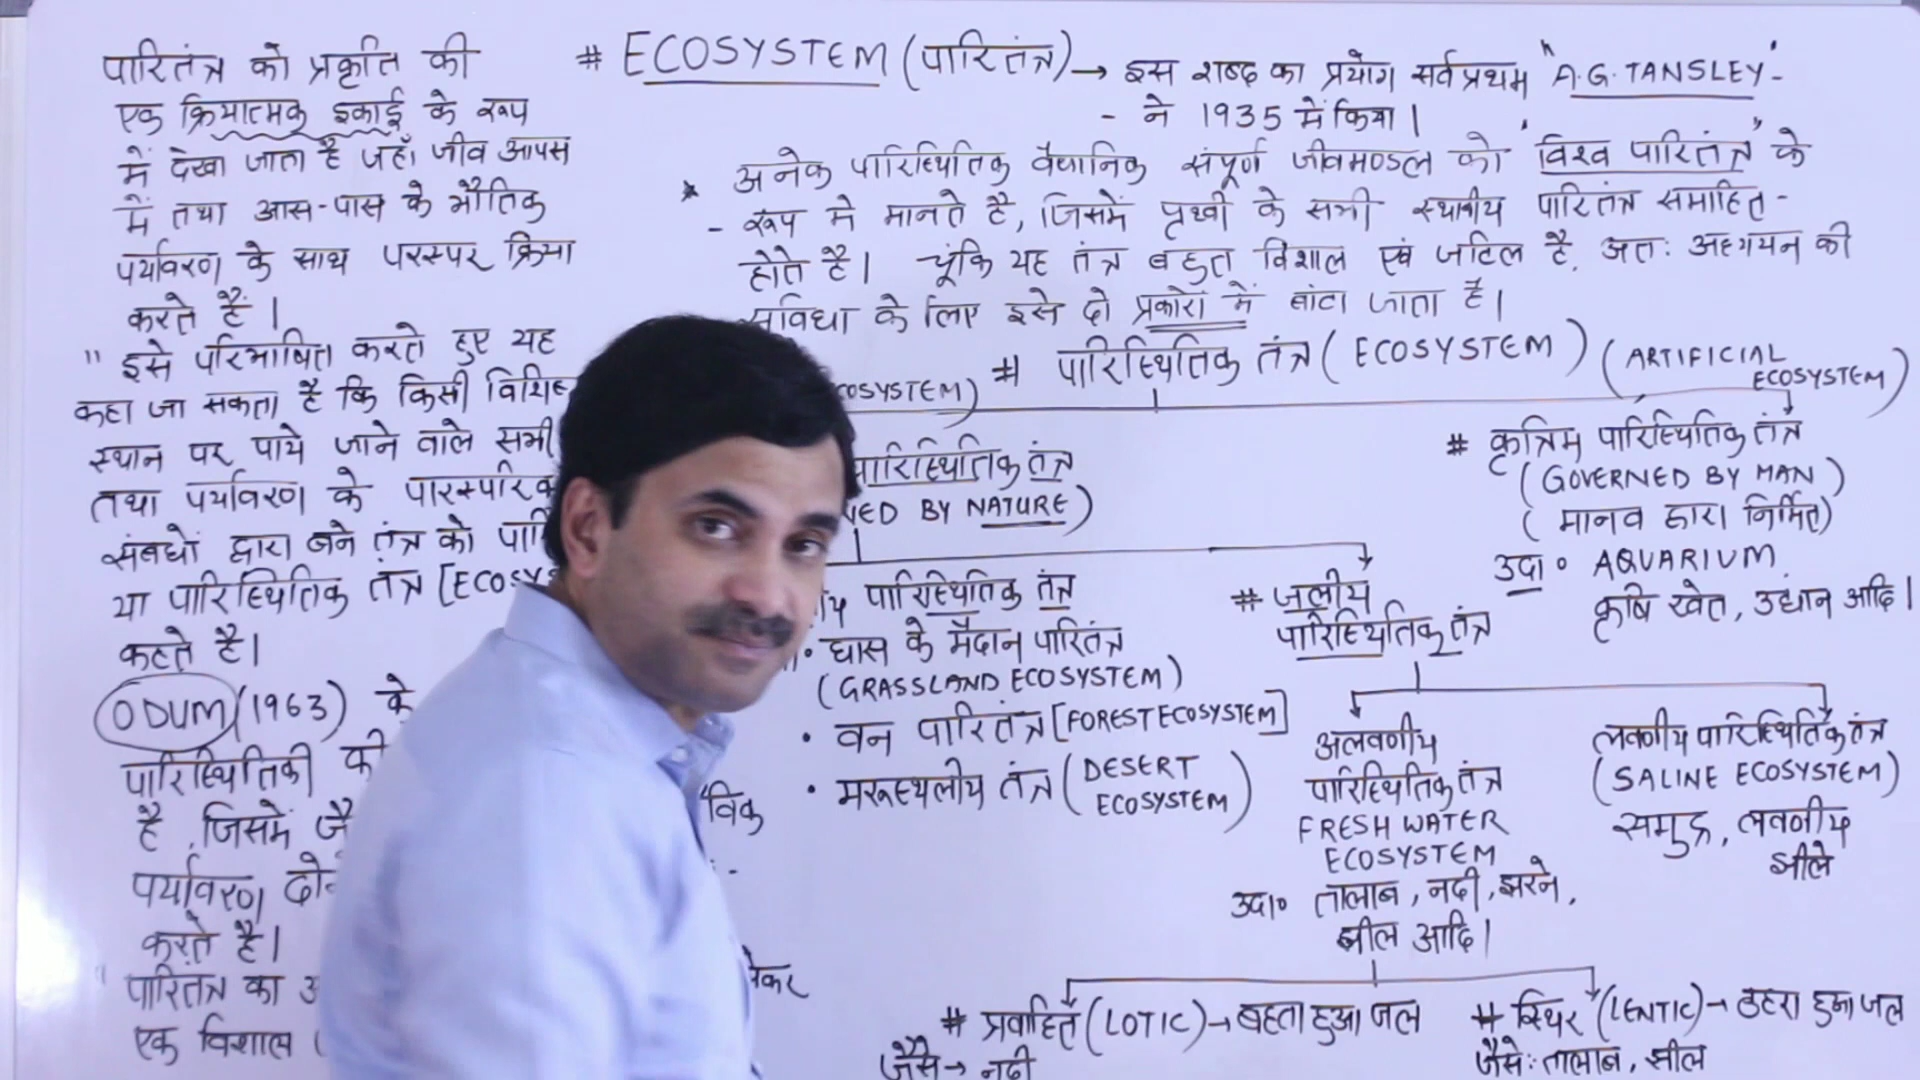 पारितंत्र को प्रकृति की
एक क्रियात्मक इकाई के रूप
में देखा जाता है जहाँ जीव आपस
में तथा आस-पास के भौतिक
पर्यावरण के साथ परस्पर क्रिया
करते हैं।
" इसे परिभाषित करते हुए यह
कहा जा सकता है कि किसी
स्थान पर पाये जाने वाले सभी
तथा पर्यावरण के
संबधों द्वारा बने तंत्र को
या पारिस्थितिक तंत्र
कहते है।
ODUM (1963) के
पारिस्थितिकी
है, जिसमें
पर्यावरण
करते है।
" पारितंत्र का
एक विशाल
# ECOSYSTEM (पारितंत्र) → इस शब्द का प्रयोग सर्वप्रथम "A.G. TANSLEY -
- ने 1935 में किया।
* अनेक पारिस्थितिक वैज्ञानिक संपूर्ण जीवमण्डल को 'विश्व पारितंत्र" के
- रूप मे मानते है, जिसमें पृथ्वी के सभी स्थानीय पारितंत्र समाहित -
होते है। चूंकि यह तंत्र बहुत विशाल एवं जटिल है, अतः अध्ययन की
सुविधा के लिए इसे दो प्रकारों में बांटा जाता है।
# पारिस्थितिक तंत्र (ECOSYSTEM)
(ARTIFICIAL
ECOSYSTEM)
पारिस्थितिक तंत्र
BY NATURE)
# कृत्रिम पारिस्थितिक तंत्र
(GOVERNED BY MAN)
(मानव द्वारा निर्मित)
उदा० AQUARIUM
कृषि खेत, उद्यान आदि।
पारिस्थितिक तंत्र
• घास के मैदान पारितंत्र
(GRASSLAND ECOSYSTEM)
• वन पारितंत्र [FOREST ECOSYSTEM]
• मरूस्थलीय तंत्र (DESERT
ECOSYSTEM)
# जलीय
पारिस्थितिक तंत्र
अलवणीय
पारिस्थितिक तंत्र
FRESH WATER
ECOSYSTEM
उदा० तालाब, नदी, झरने,
झील आदि।
लवणीय पारिस्थितिक तंत्र
(SALINE ECOSYSTEM)
समुद्र, लवणीय
झीले
# प्रवाहित (LOTIC) → बहता हुआ जल
जैसे → नदी
# स्थिर (LENTIC) → ठहरा हुआ जल
जैसे: तालाब, झील